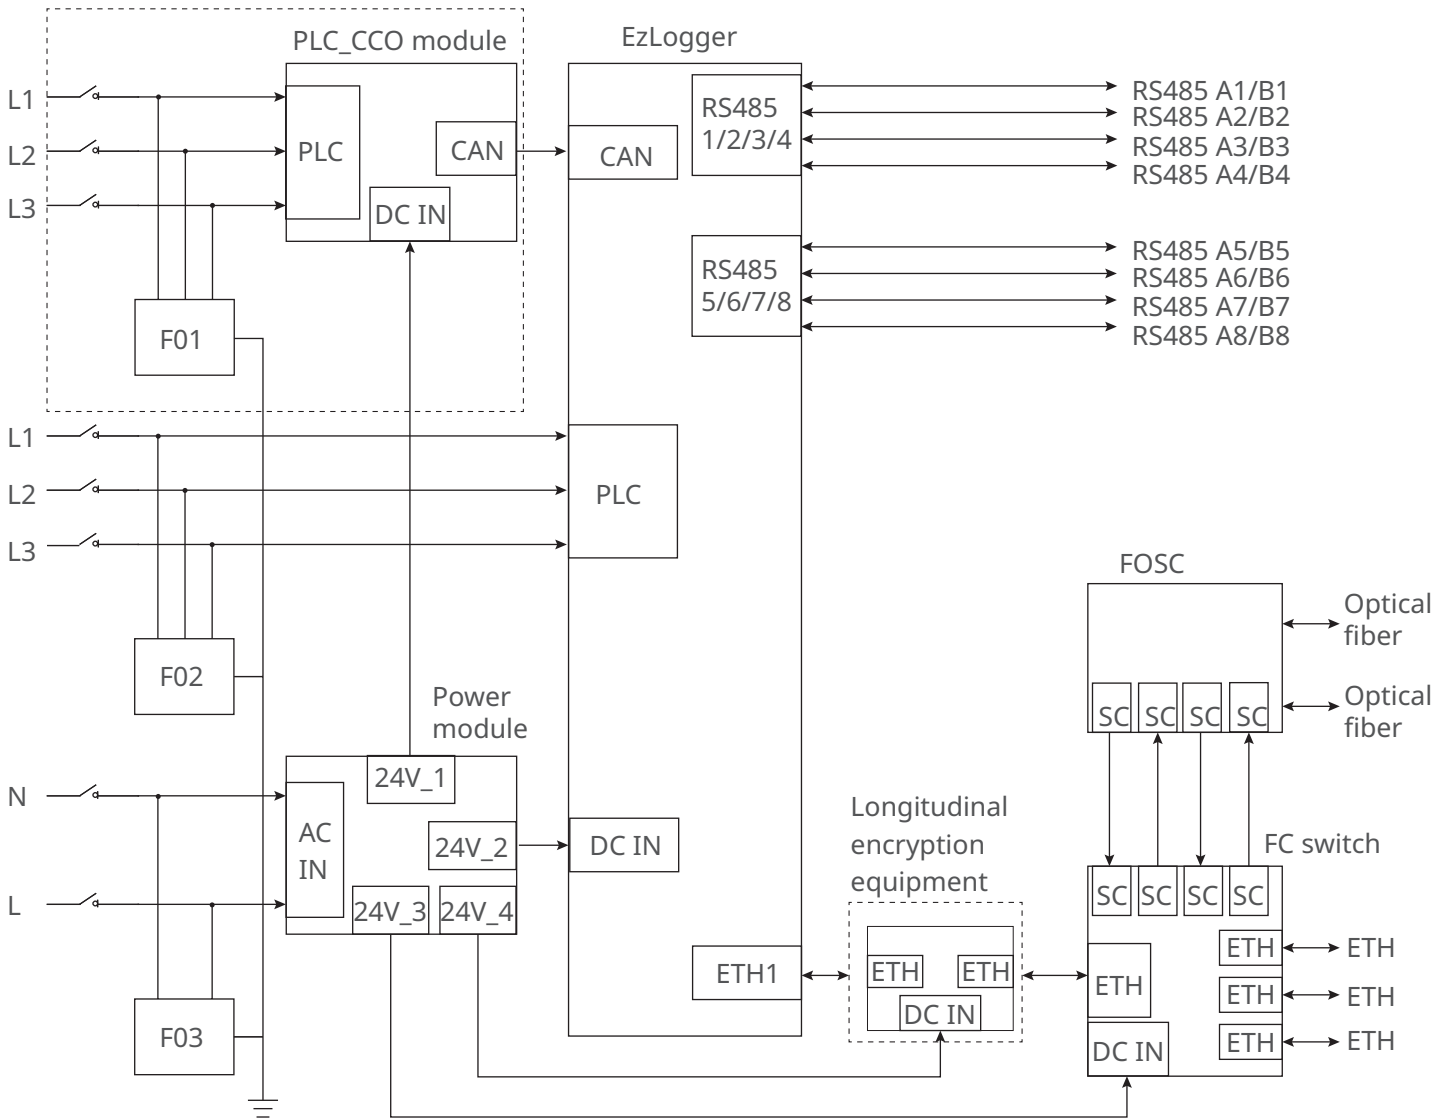 PLC_CCO module
EzLogger
L1
L2
L3
PLC
CAN
DC IN
F01
CAN
RS485
1/2/3/4
RS485 A1/B1
RS485 A2/B2
RS485 A3/B3
RS485 A4/B4
RS485
5/6/7/8
RS485 A5/B5
RS485 A6/B6
RS485 A7/B7
RS485 A8/B8
L1
L2
L3
PLC
F02
Power
module
N
L
AC
IN
24V_1
24V_2
24V_3
24V_4
F03
DC IN
ETH1
Longitudinal
encryption
equipment
ETH
ETH
DC IN
FOSC
Optical
fiber
Optical
fiber
SC
SC
SC
SC
FC switch
SC
SC
SC
SC
ETH
DC IN
ETH
ETH
ETH
ETH
ETH
ETH